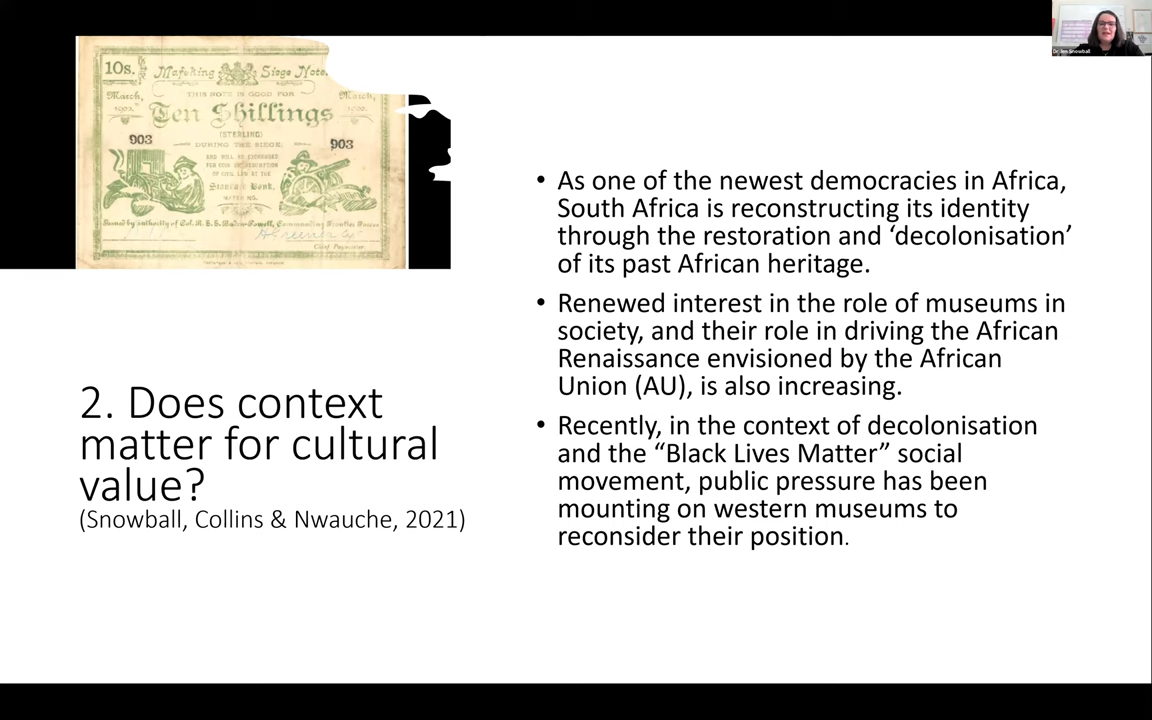 10s.
Mafeking Siege Note.
March,
1900.
THIS NOTE IS GOOD FOR
March,
1900.
Ten Shillings
(STERLING)
903
DURING THE SIEGE;
903
AND WILL BE EXCHANGED
FOR COIN
AT THE
Standard Bank,
MAFEKING.
Issued by authority of Col. R. S. S. Baden-Powell, Commanding Frontier Forces
Chief Paymaster.
Dr Jen Snowball
2. Does context
matter for cultural
value?
(Snowball, Collins & Nwauche, 2021)
• As one of the newest democracies in Africa,
South Africa is reconstructing its identity
through the restoration and ‘decolonisation’
of its past African heritage.
• Renewed interest in the role of museums in
society, and their role in driving the African
Renaissance envisioned by the African
Union (AU), is also increasing.
• Recently, in the context of decolonisation
and the “Black Lives Matter” social
movement, public pressure has been
mounting on western museums to
reconsider their position.